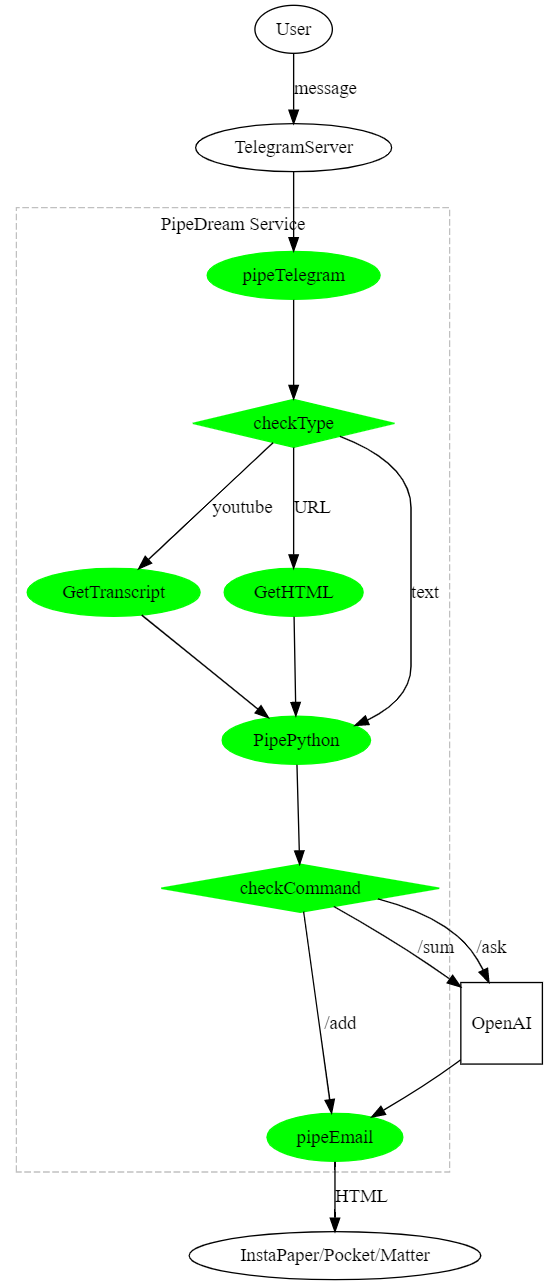 User
message
TelegramServer
PipeDream Service
pipeTelegram
checkType
youtube
URL
GetTranscript
GetHTML
text
PipePython
checkCommand
/sum
/ask
/add
OpenAI
pipeEmail
HTML
InstaPaper/Pocket/Matter